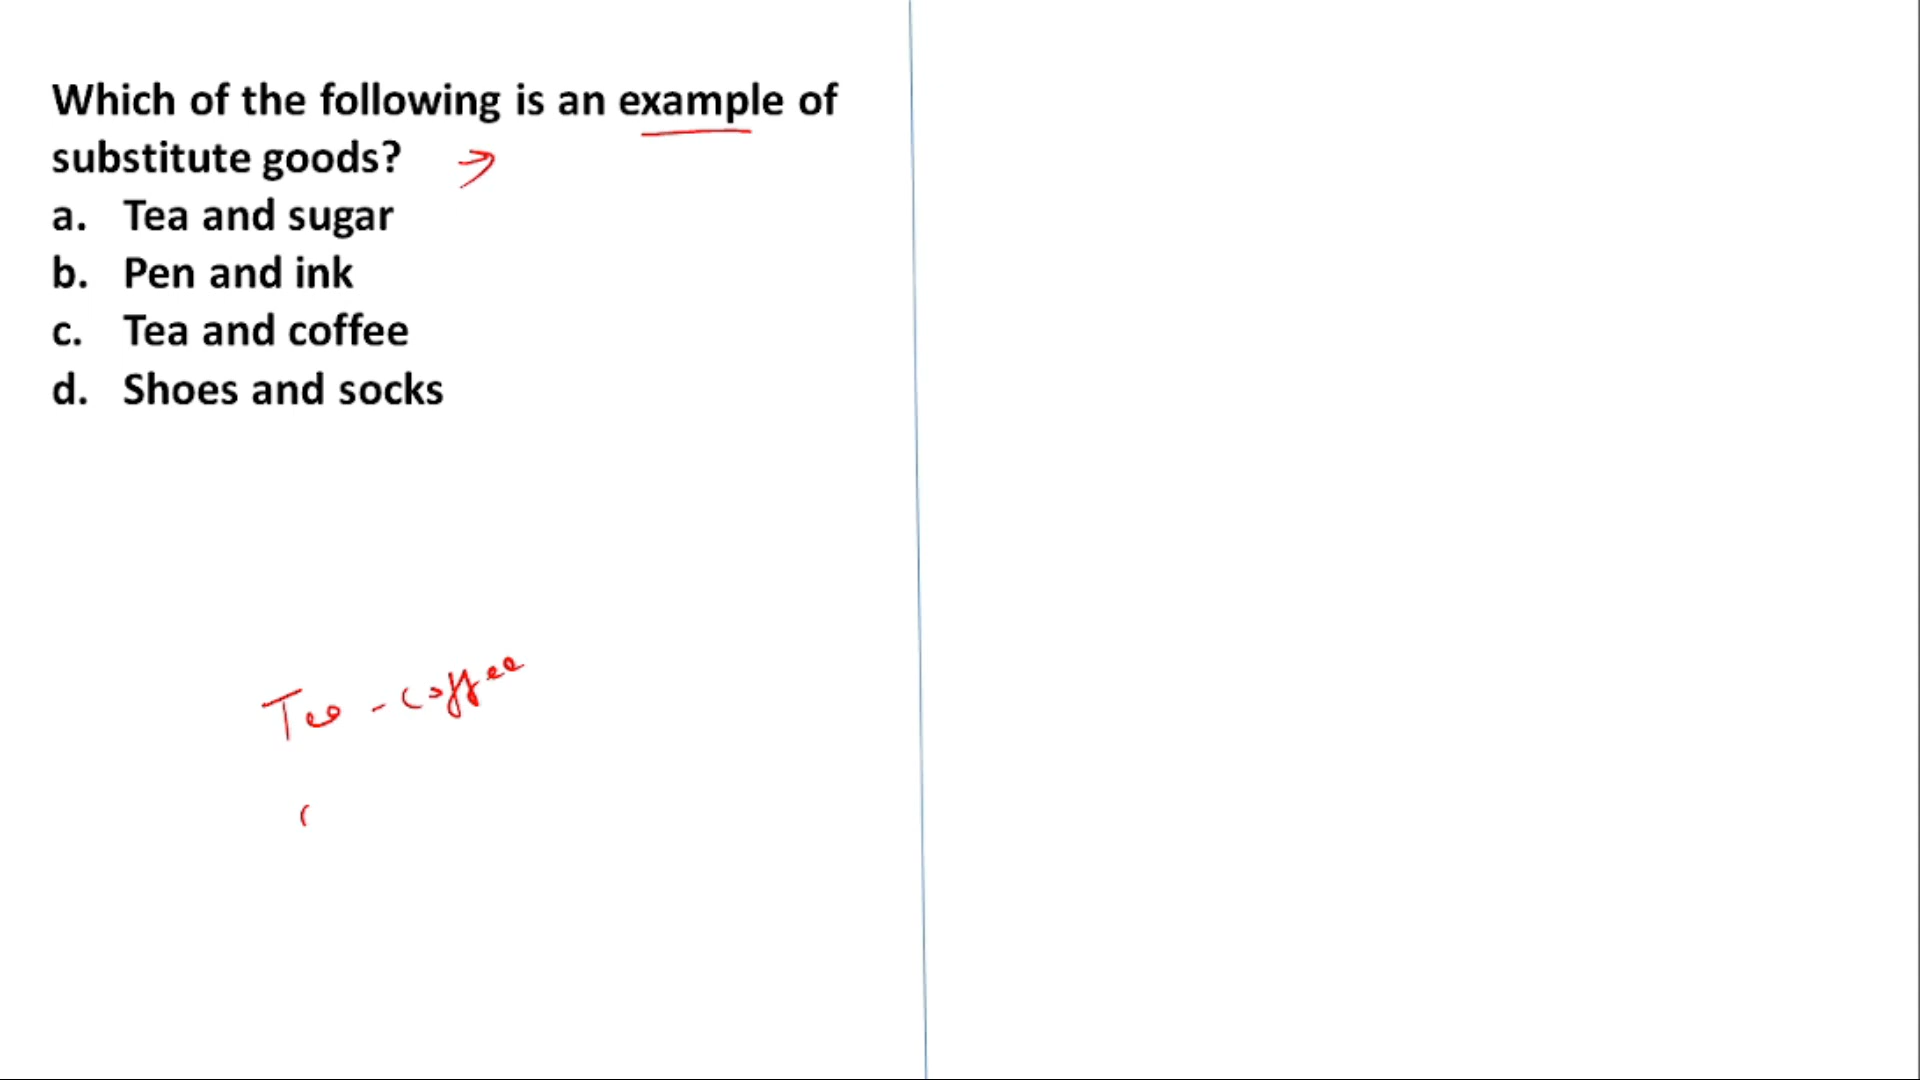 Which of the following is an example of
substitute goods?
a. Tea and sugar
b. Pen and ink
c. Tea and coffee
d. Shoes and socks
Tea - coffee
(